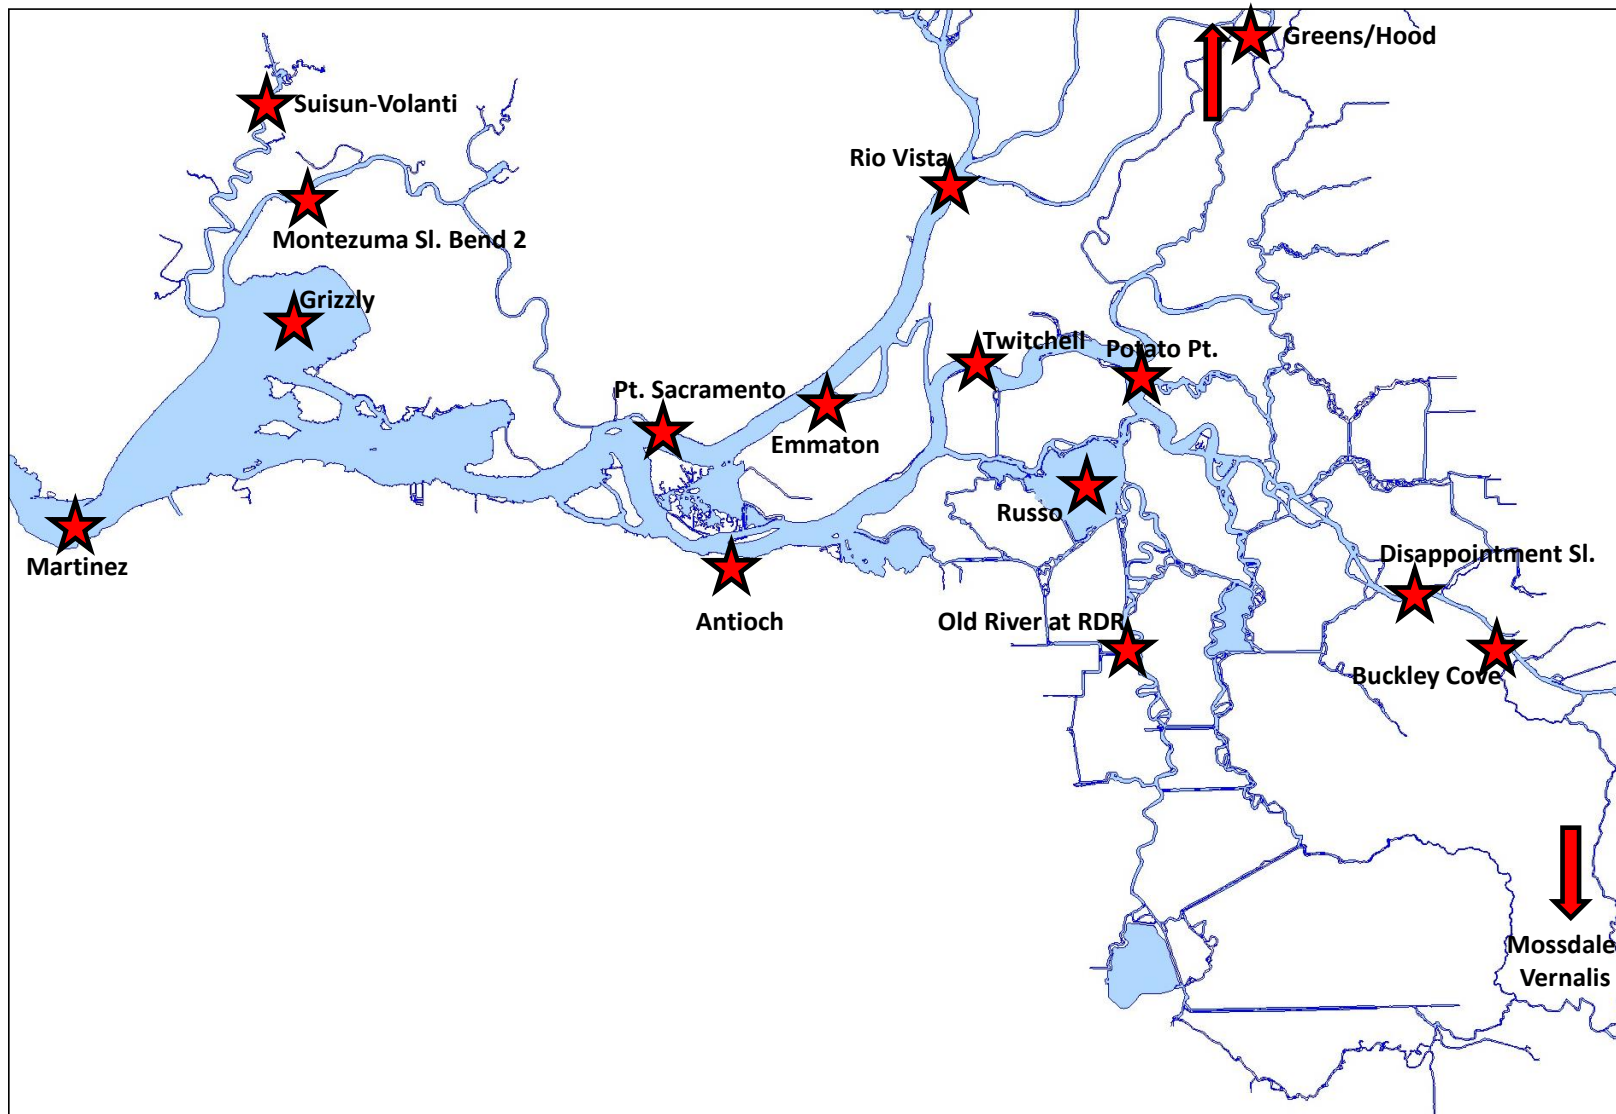 Greens/Hood
Suisun-Volanti
Rio Vista
Montezuma Sl. Bend 2
Grizzly
Twitchell
Potato Pt.
Pt. Sacramento
Emmaton
Russo
Martinez
Disappointment Sl.
Antioch
Old River at RDR
Buckley Cove
Mossdale
Vernalis